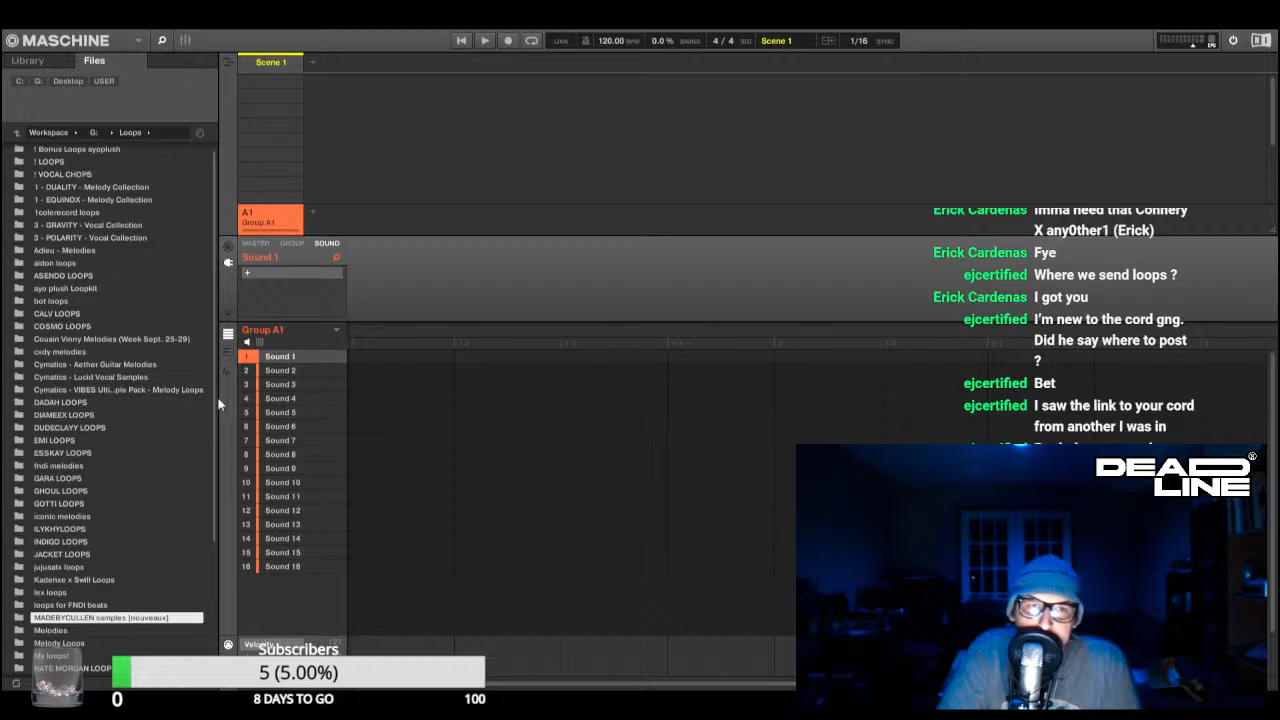 MASCHINE
LINK
120.00 BPM
0.0 % SWING
4 / 4 SIG
Scene 1
1/16 SYNC
CPU
Library
Files
C:
G:
Desktop
USER
Workspace
G:
Loops
! Bonus Loops ayoplush
! LOOPS
! VOCAL CHOPS
1 - DUALITY - Melody Collection
1 - EQUINOX - Melody Collection
1colerecord loops
3 - GRAVITY - Vocal Collection
3 - POLARITY - Vocal Collection
Adieu - Melodies
aidon loops
ASENDO LOOPS
ayo plush Loopkit
bot loops
CALV LOOPS
COSMO LOOPS
Cousin Vinny Melodies (Week Sept. 25-29)
cxdy melodies
Cymatics - Aether Guitar Melodies
Cymatics - Lucid Vocal Samples
Cymatics - VIBES Ulti..ple Pack - Melody Loops
DADAH LOOPS
DIAMEEX LOOPS
DUDECLAYY LOOPS
EMI LOOPS
ESSKAY LOOPS
fndi melodies
GARA LOOPS
GHOUL LOOPS
GOTTI LOOPS
iconic melodies
ILYKHYLOOPS
INDIGO LOOPS
JACKET LOOPS
jujusatx loops
Kadenxe x Swill Loops
lex loops
loops for FNDI beats
MADEBYCULLEN samples [nouveaux]
Melodies
Melody Loops
My loops!
NATE MORGAN LOOP
Scene 1
A1
Group A1
MASTER
GROUP
SOUND
Sound 1
Group A1
1 Sound 1
2 Sound 2
3 Sound 3
4 Sound 4
5 Sound 5
6 Sound 6
7 Sound 7
8 Sound 8
9 Sound 9
10 Sound 10
11 Sound 11
12 Sound 12
13 Sound 13
14 Sound 14
15 Sound 15
16 Sound 16
127
Subscribers
5 (5.00%)
0
8 DAYS TO GO
100
Erick Cardenas Imma need that Connery
X any0ther1 (Erick)
Erick Cardenas Fye
ejcertified Where we send loops ?
Erick Cardenas I got you
ejcertified I'm new to the cord gng.
Did he say where to post
?
ejcertified Bet
ejcertified I saw the link to your cord
from another I was in
DEAD
LINE